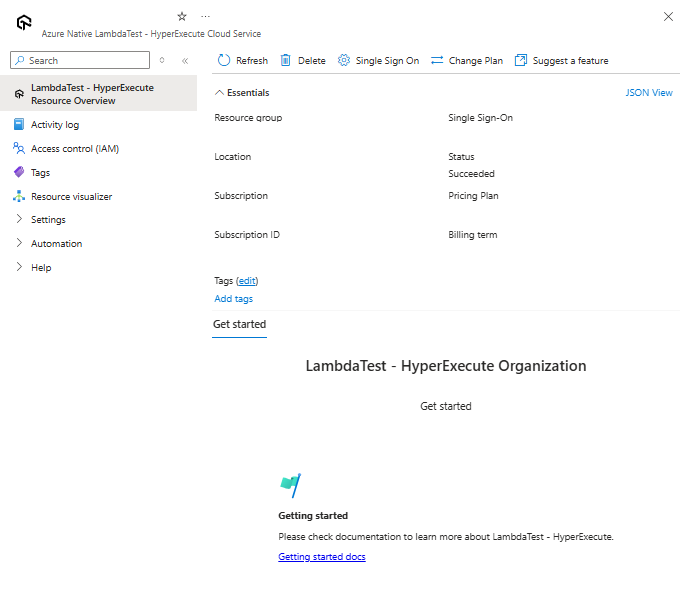 Azure Native LambdaTest - HyperExecute Cloud Service
Search
LambdaTest - HyperExecute
Resource Overview
Activity log
Access control (IAM)
Tags
Resource visualizer
Settings
Automation
Help
Refresh
Delete
Single Sign On
Change Plan
Suggest a feature
Essentials
JSON View
Resource group
Single Sign-On
Location
Status
Succeeded
Subscription
Pricing Plan
Subscription ID
Billing term
Tags (edit)
Add tags
Get started
LambdaTest - HyperExecute Organization
Get started
Getting started
Please check documentation to learn more about LambdaTest - HyperExecute.
Getting started docs